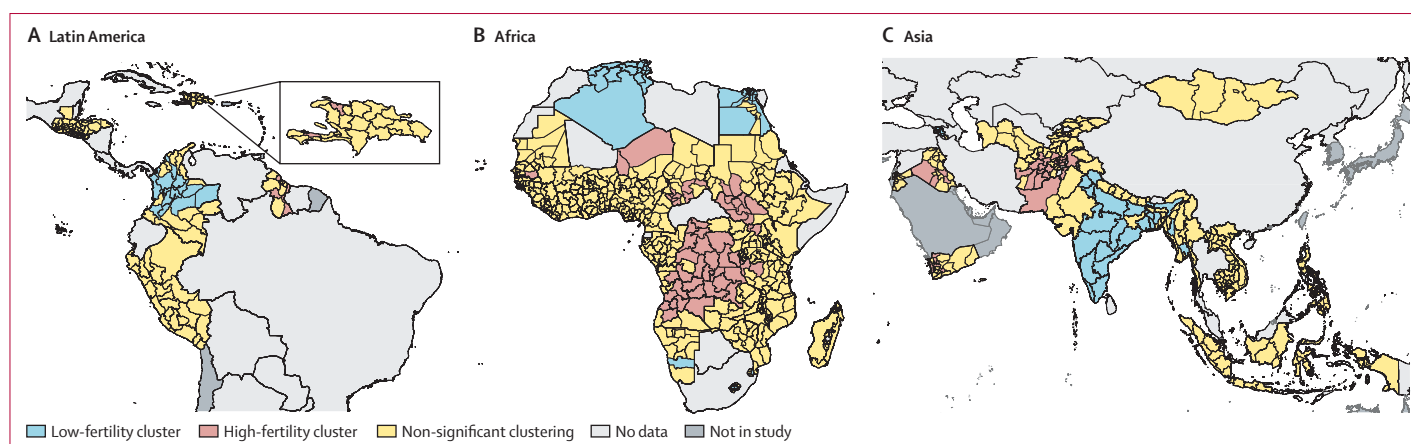 A Latin America
B Africa
C Asia
Low-fertility cluster
High-fertility cluster
Non-significant clustering
No data
Not in study